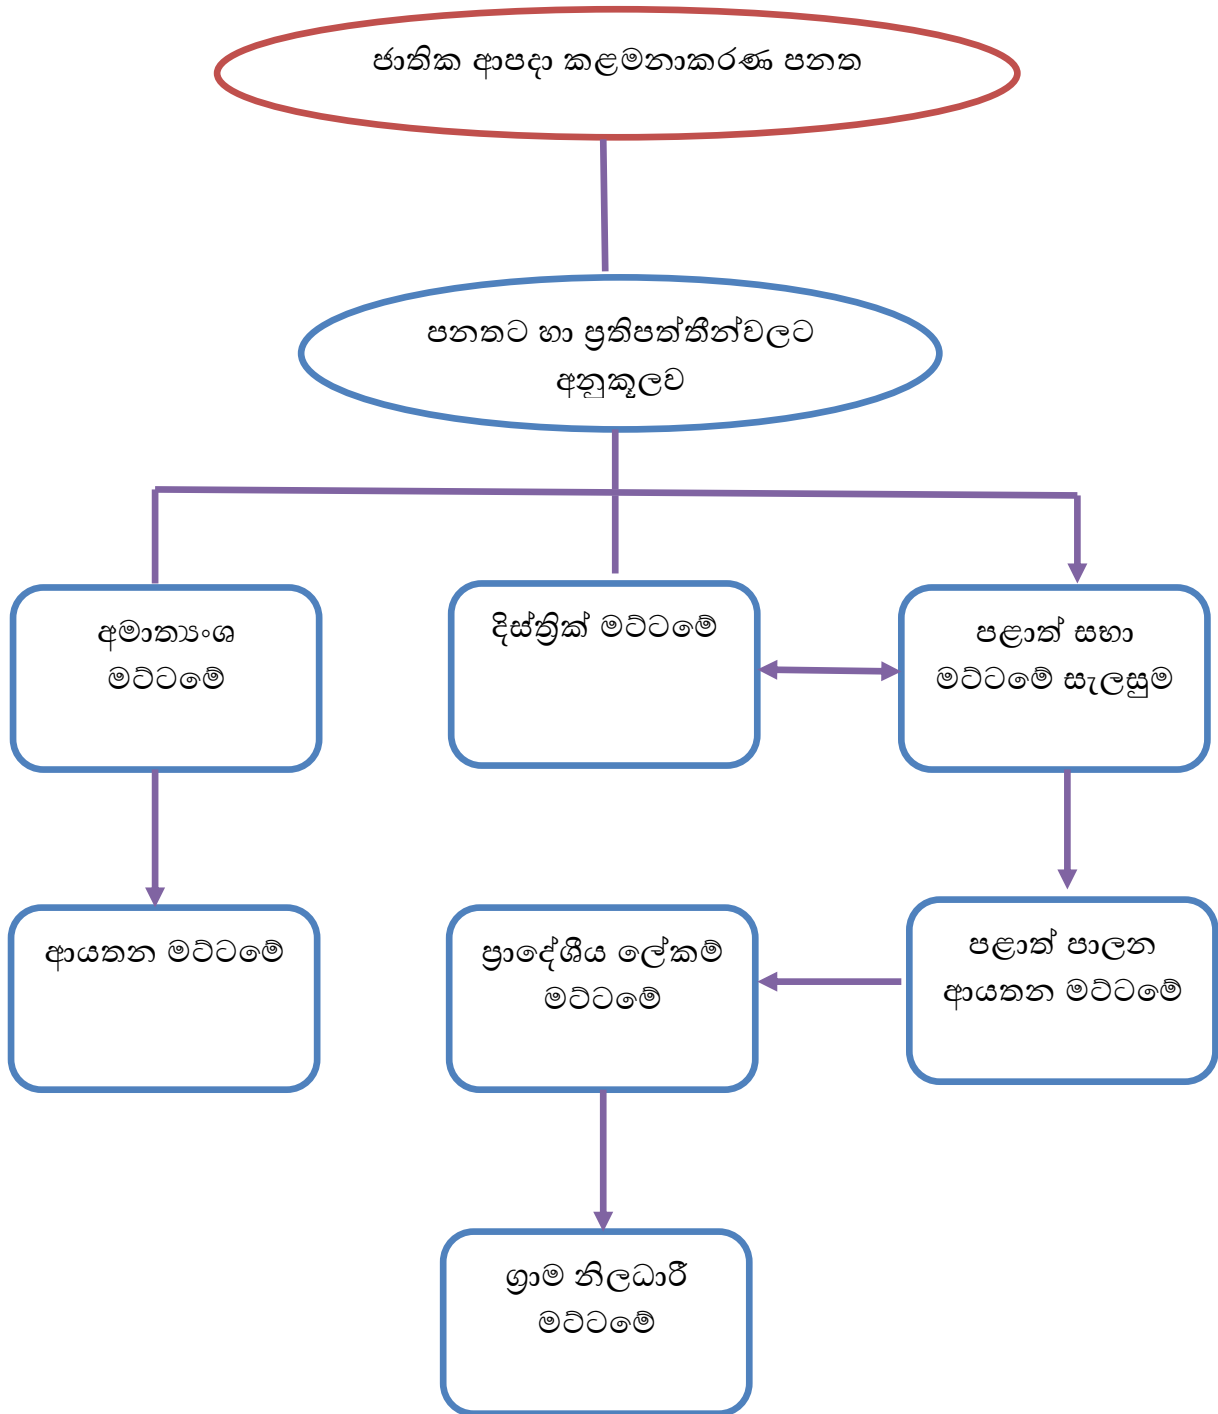 ජාතික ආපදා කළමනාකරණ පනත
පනතට හා ප්‍රතිපත්තීන්වලට
අනුකූලව
අමාත්‍යංශ
මට්ටමේ
දිස්ත්‍රික් මට්ටමේ
පළාත් සභා
මට්ටමේ සැලසුම
ආයතන මට්ටමේ
ප්‍රාදේශීය ලේකම්
මට්ටමේ
පළාත් පාලන
ආයතන මට්ටමේ
ග්‍රාම නිලධාරී
මට්ටමේ